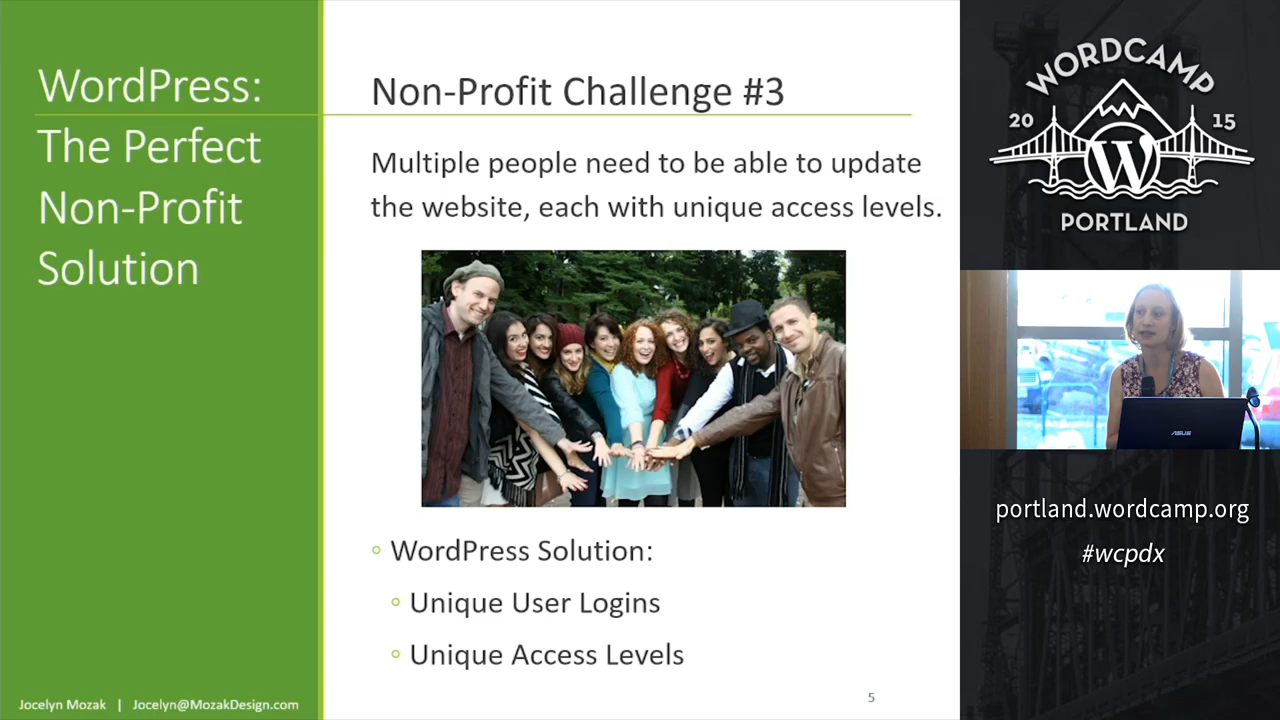 WordPress:
The Perfect
Non-Profit
Solution
Jocelyn Mozak | Jocelyn@MozakDesign.com
Non-Profit Challenge #3
Multiple people need to be able to update
the website, each with unique access levels.
WordPress Solution:
Unique User Logins
Unique Access Levels
5
WORDCAMP
20 15
W
PORTLAND
ASUS
portland.wordcamp.org
#wcpdx